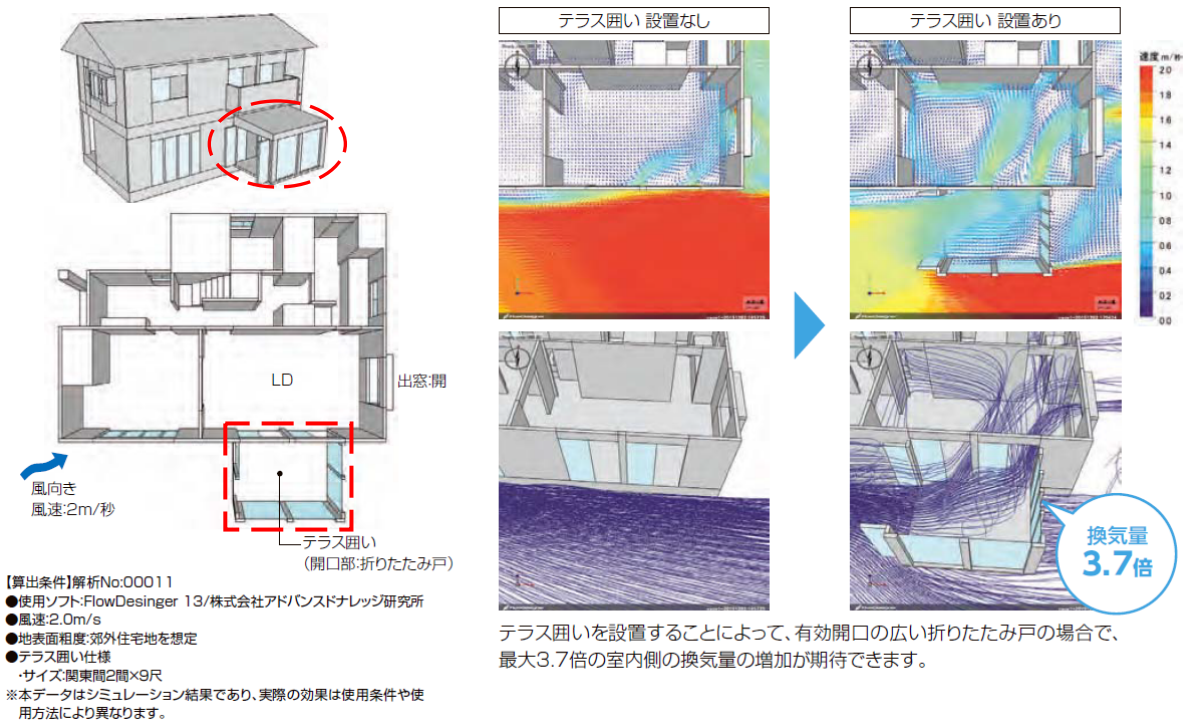 テラス囲い 設置なし
テラス囲い 設置あり
速度 m/秒
2.0
1.8
1.6
1.4
1.2
1.0
0.8
0.6
0.4
0.2
0.0
LD
出窓:開
風向き
風速:2m/秒
テラス囲い
(開口部:折りたたみ戸)
【算出条件】解析No:00011
●使用ソフト:FlowDesinger 13/株式会社アドバンスドナレッジ研究所
●風速:2.0m/s
●地表面粗度:郊外住宅地を想定
●テラス囲い仕様
・サイズ:関東間2間×9尺
※本データはシミュレーション結果であり、実際の効果は使用条件や使
用方法により異なります。
換気量
3.7倍
テラス囲いを設置することによって、有効開口の広い折りたたみ戸の場合で、
最大3.7倍の室内側の換気量の増加が期待できます。